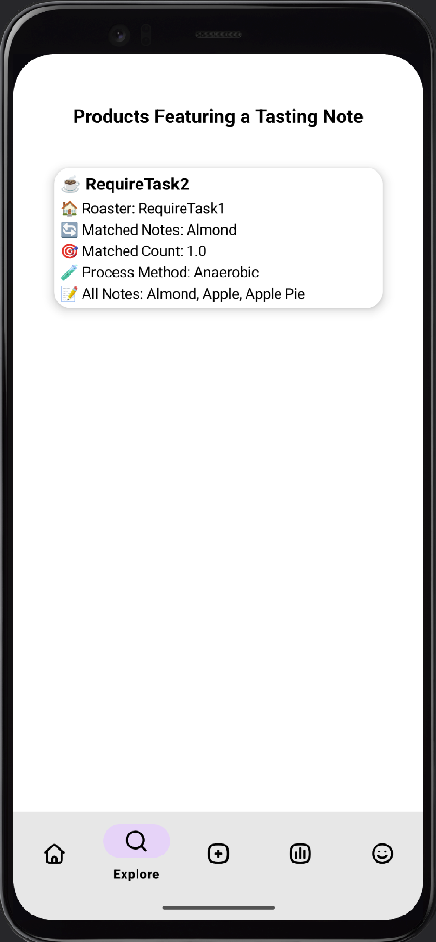 Products Featuring a Tasting Note
☕ RequireTask2
🏠 Roaster: RequireTask1
🔄 Matched Notes: Almond
🎯 Matched Count: 1.0
🧪 Process Method: Anaerobic
📝 All Notes: Almond, Apple, Apple Pie
Explore